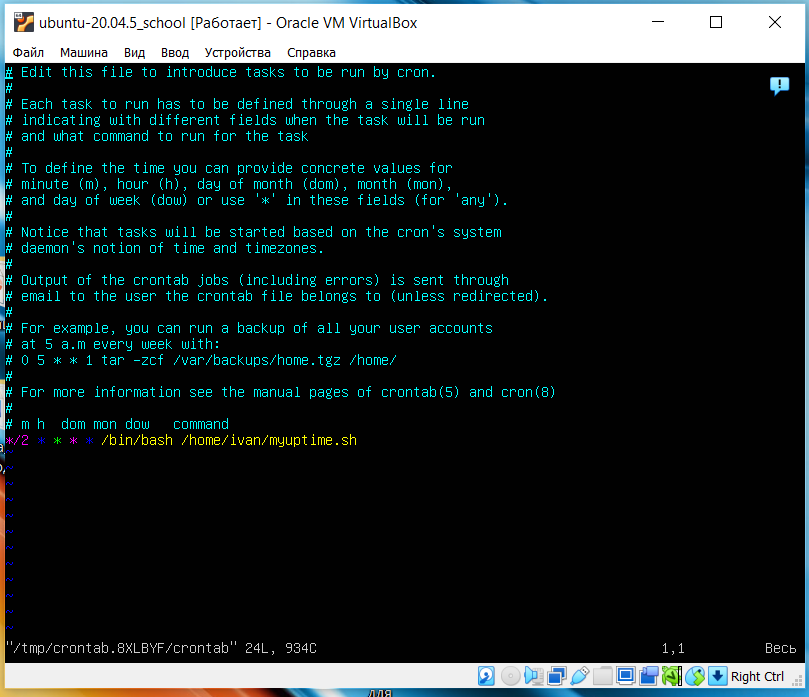 ubuntu-20.04.5_school [Работает] - Oracle VM VirtualBox
Файл Машина Вид Ввод Устройства Справка
# Edit this file to introduce tasks to be run by cron.
#
# Each task to run has to be defined through a single line
# indicating with different fields when the task will be run
# and what command to run for the task
#
# To define the time you can provide concrete values for
# minute (m), hour (h), day of month (dom), month (mon),
# and day of week (dow) or use '*' in these fields (for 'any').
#
# Notice that tasks will be started based on the cron's system
# daemon's notion of time and timezones.
#
# Output of the crontab jobs (including errors) is sent through
# email to the user the crontab file belongs to (unless redirected).
#
# For example, you can run a backup of all your user accounts
# at 5 a.m every week with:
# 0 5 * * 1 tar -zcf /var/backups/home.tgz /home/
#
# For more information see the manual pages of crontab(5) and cron(8)
#
# m h  dom mon dow   command
*/2 * * * * /bin/bash /home/ivan/myuptime.sh
~
~
~
~
~
~
~
~
~
~
~
~
"/tmp/crontab.8XLBYF/crontab" 24L, 934C 1,1 Весь
Right Ctrl
для